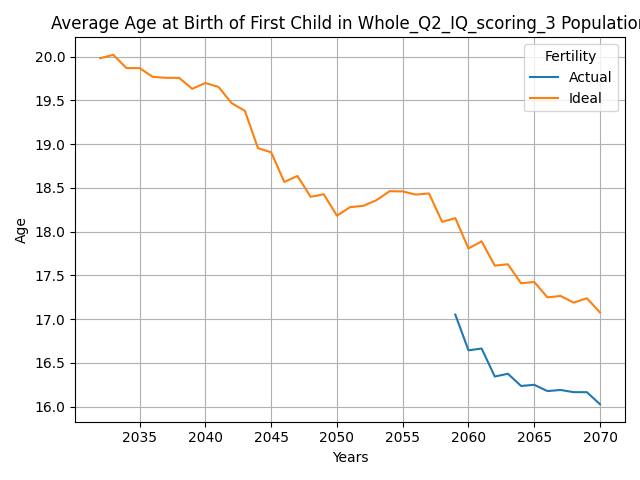 Average Age at Birth of First Child in Whole_Q2_IQ_scoring_3 Population
Fertility
Actual
Ideal
20.0
19.5
19.0
18.5
18.0
17.5
17.0
16.5
16.0
Age
2035
2040
2045
2050
2055
2060
2065
2070
Years